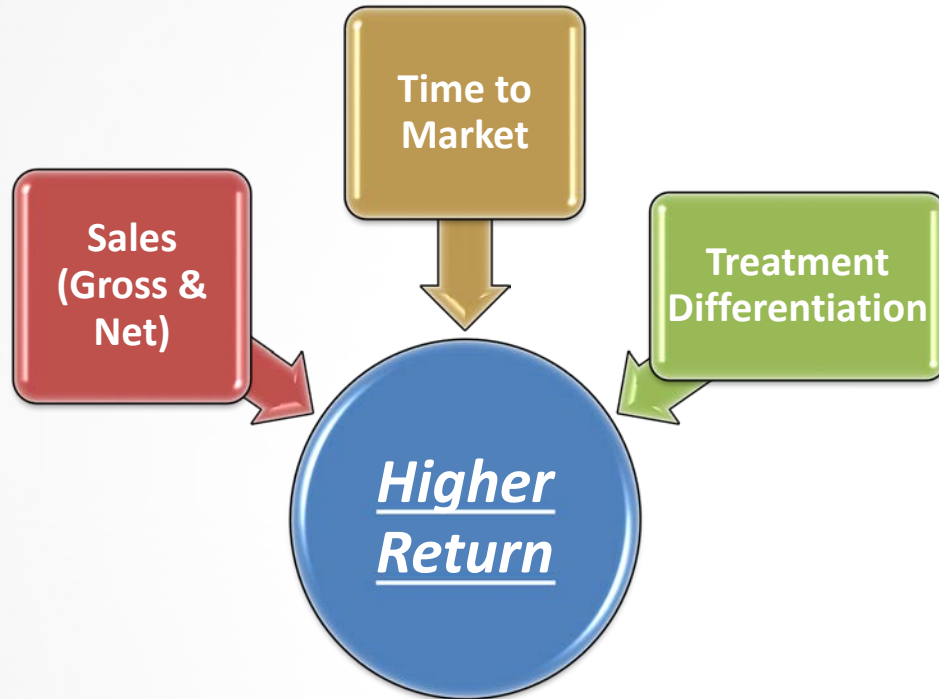 Time to
Market
Sales
(Gross &
Net)
Treatment
Differentiation
Higher
Return